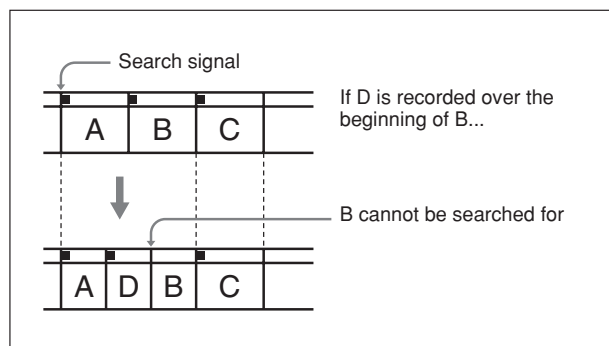 Search signal
If D is recorded over the
beginning of B...
A B C
B cannot be searched for
A D B C